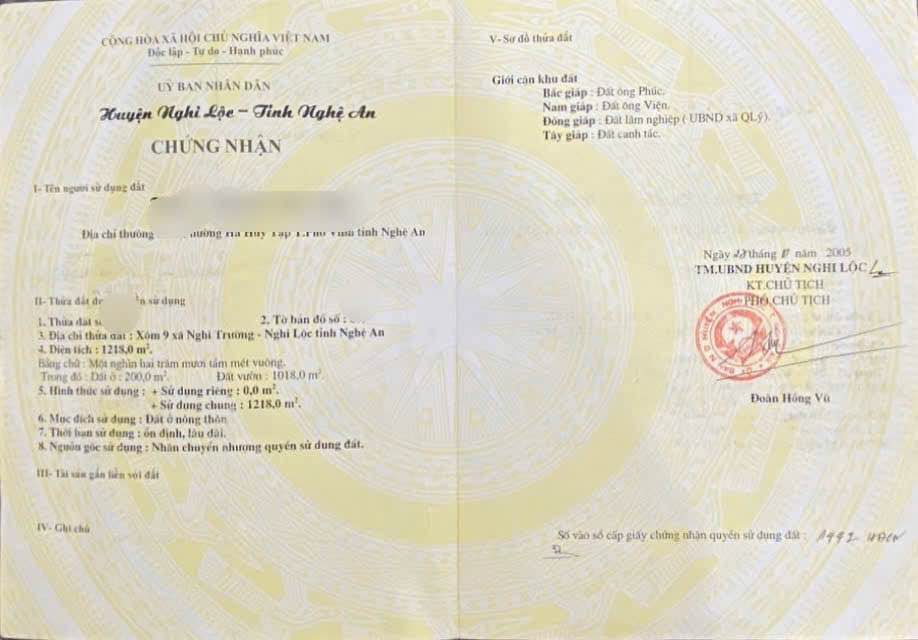 CỘNG HÒA XÃ HỘI CHỦ NGHĨA VIỆT NAM
Độc lập - Tự do - Hạnh phúc
UỶ BAN NHÂN DÂN
Huyện Nghi Lộc - Tỉnh Nghệ An
CHỨNG NHẬN
I- Tên người sử dụng đất
Địa chỉ thường tỉnh Nghệ An
II- Thửa đất sử dụng
1. Thửa đất 2. Tờ bản đồ số :
3. Địa chỉ thửa đất : Xóm 9 xã Nghi Trường - Nghi Lộc tỉnh Nghệ An
4. Diện tích : 1218,0 m².
Bằng chữ : Một nghìn hai trăm mươi tám mét vuông.
Trong đó : Đất ở : 200,0 m². Đất vườn : 1018,0 m².
5. Hình thức sử dụng : + Sử dụng riêng : 0,0 m².
+ Sử dụng chung : 1218,0 m².
6. Mục đích sử dụng : Đất ở nông thôn
7. Thời hạn sử dụng : ổn định, lâu dài.
8. Nguồn gốc sử dụng : Nhân chuyển nhượng quyền sử dụng đất.
III- Tài sản gắn liền với đất
IV- Ghi chú
V- Sơ đồ thửa đất
Giới cận khu đất
Bắc giáp : Đất ông Phúc.
Nam giáp : Đất ông Viện.
Đông giáp : Đất lâm nghiệp ( UBND xã QLý).
Tây giáp : Đất canh tác.
Ngày tháng năm 2005
TM.UBND HUYỆN NGHI LỘC
KT.CHỦ TỊCH
PHÓ CHỦ TỊCH
Đoàn Hồng Vũ
Số vào sổ cấp giấy chứng nhận quyền sử dụng đất :